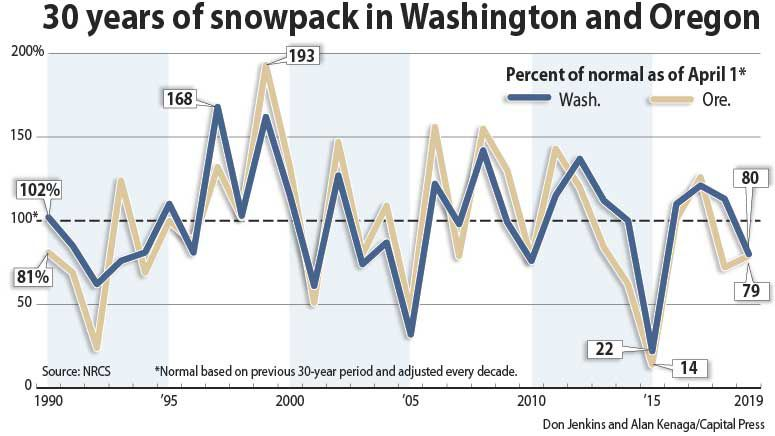 30 years of snowpack in Washington and Oregon
200%
193
Percent of normal as of April 1*
Wash.
Ore.
168
150
102%
80
100*
81%
79
50
22
14
Source: NRCS
*Normal based on previous 30-year period and adjusted every decade.
0
1990
'95
2000
'05
2010
'15
2019
Don Jenkins and Alan Kenaga/Capital Press